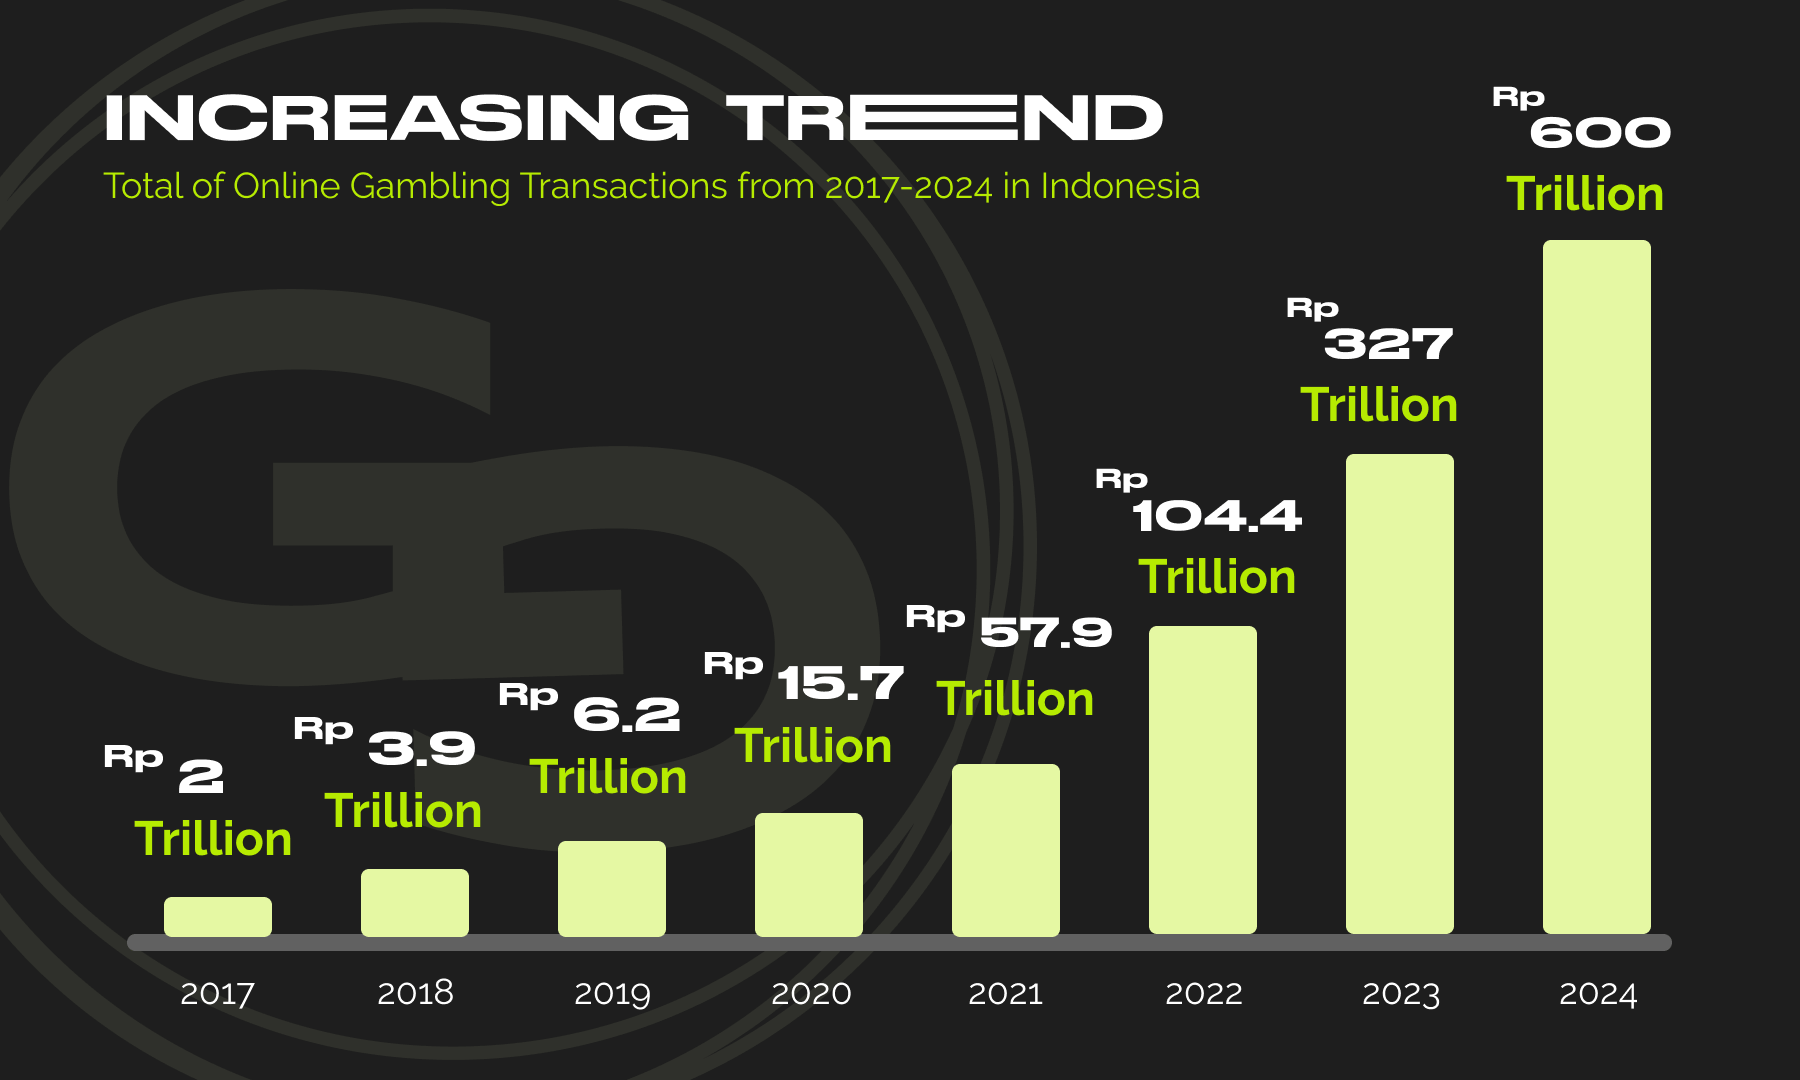 INCREASING TREND
Total of Online Gambling Transactions from 2017-2024 in Indonesia
Rp 2
Trillion
Rp 3.9
Trillion
Rp 6.2
Trillion
Rp 15.7
Trillion
Rp 57.9
Trillion
Rp
104.4
Trillion
Rp
327
Trillion
Rp
600
Trillion
2017 2018 2019 2020 2021 2022 2023 2024